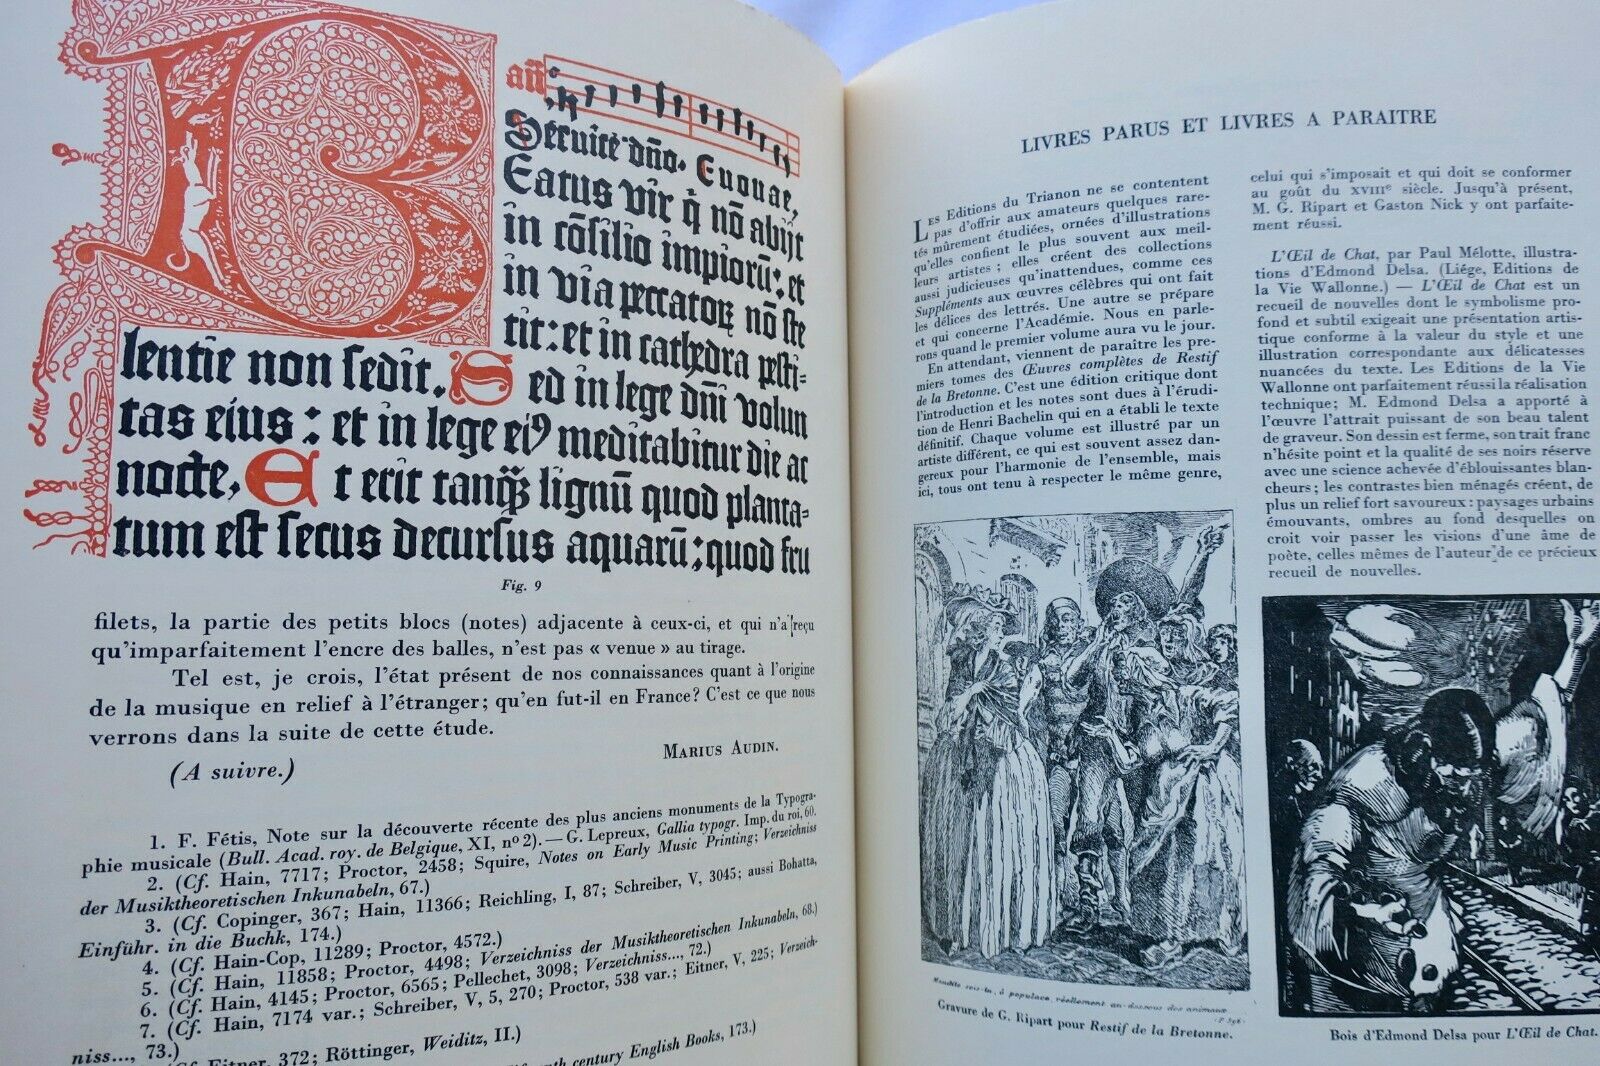 B
añ
Seruite dño. Euouae,
Eatus vir q̃ nõ abijt
in cõsilio impiorũ: et
in via peccatoꝝ nõ ste
tit: et in cathedra pesti
lentie non sedit. Sed in lege dñi volun
tas eius: et in lege eiꝰ meditabitur die ac
nocte, Et erit tanqȝ lignũ quod planta
tum est secus decursus aquarũ; quod fru
Fig. 9
filets, la partie des petits blocs (notes) adjacente à ceux-ci, et qui n'a reçu
qu'imparfaitement l'encre des balles, n'est pas « venue » au tirage.
Tel est, je crois, l'état présent de nos connaissances quant à l'origine
de la musique en relief à l'étranger; qu'en fut-il en France? C'est ce que nous
verrons dans la suite de cette étude.
MARIUS AUDIN.
(A suivre.)
1. F. Fétis, Note sur la découverte récente des plus anciens monuments de la Typogra-
phie musicale (Bull. Acad. roy. de Belgique, XI, nº 2). — G. Lepreux, Gallia typogr. Imp. du roi, 60.
2. (Cf. Hain, 7717; Proctor, 2458; Squire, Notes on Early Music Printing; Verzeichniss
der Musiktheoretischen Inkunabeln, 67.)
3. (Cf. Copinger, 367; Hain, 11366; Reichling, I, 87; Schreiber, V, 3045; aussi Bohatta,
Einführ. in die Buchk, 174.)
4. (Cf. Hain-Cop, 11289; Proctor, 4572.)
5. (Cf. Hain, 11858; Proctor, 4498; Verzeichniss der Musiktheoretischen Inkunabeln, 68.)
6. (Cf. Hain, 4145; Proctor, 6565; Pellechet, 3098; Verzeichniss..., 72.)
7. (Cf. Hain, 7174 var.; Schreiber, V, 5, 270; Proctor, 538 var.; Eitner, V, 225; Verzeich-
niss..., 73.)
(Cf. Eitner, 372; Röttinger, Weiditz, II.)
century English Books, 173.)
LIVRES PARUS ET LIVRES A PARAITRE
LES Editions du Trianon ne se contentent
pas d'offrir aux amateurs quelques rare-
tés mûrement étudiées, ornées d'illustrations
qu'elles confient le plus souvent aux meil-
leurs artistes; elles créent des collections
aussi judicieuses qu'inattendues, comme ces
Suppléments aux œuvres célèbres qui ont fait
les délices des lettrés. Une autre se prépare
et qui concerne l'Académie. Nous en parle-
rons quand le premier volume aura vu le jour.
En attendant, viennent de paraître les pre-
miers tomes des Œuvres complètes de Restif
de la Bretonne. C'est une édition critique dont
l'introduction et les notes sont dues à l'érudi-
tion de Henri Bachelin qui en a établi le texte
définitif. Chaque volume est illustré par un
artiste différent, ce qui est souvent assez dan-
gereux pour l'harmonie de l'ensemble, mais
ici, tous ont tenu à respecter le même genre,
Maudite sois-tu, ô populace, réellement au-dessous des animaux
Gravure de G. Ripart pour Restif de la Bretonne.
celui qui s'imposait et qui doit se conformer
au goût du XVIIIe siècle. Jusqu'à présent,
M. G. Ripart et Gaston Nick y ont parfaite-
ment réussi.
L'Œil de Chat, par Paul Mélotte, illustra-
tions d'Edmond Delsa. (Liége, Editions de
la Vie Wallonne.) — L'Œil de Chat est un
recueil de nouvelles dont le symbolisme pro-
fond et subtil exigeait une présentation artis-
tique conforme à la valeur du style et une
illustration correspondante aux délicatesses
nuancées du texte. Les Editions de la Vie
Wallonne ont parfaitement réussi la réalisation
technique; M. Edmond Delsa a apporté à
l'œuvre l'attrait puissant de son beau talent
de graveur. Son dessin est ferme, son trait franc
n'hésite point et la qualité de ses noirs réserve
avec une science achevée d'éblouissantes blan-
cheurs; les contrastes bien ménagés créent, de
plus un relief fort savoureux: paysages urbains
émouvants, ombres au fond desquelles on
croit voir passer les visions d'une âme de
poète, celles mêmes de l'auteur de ce précieux
recueil de nouvelles.
Bois d'Edmond Delsa pour L'Œil de Chat.